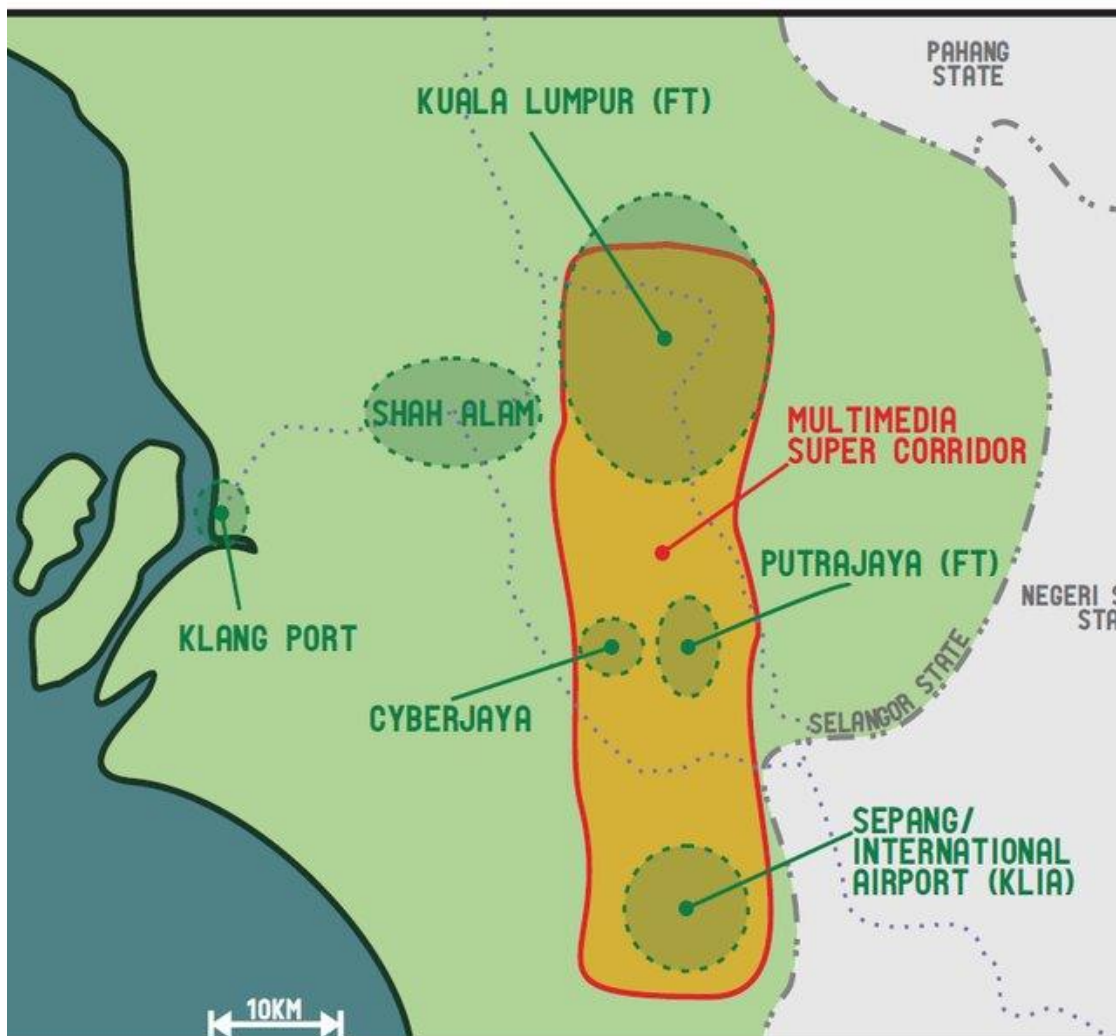 PAHANG
STATE
KUALA LUMPUR (FT)
SHAH ALAM
MULTIMEDIA
SUPER CORRIDOR
PUTRAJAYA (FT)
NEGERI S
STA
KLANG PORT
CYBERJAYA
SELANGOR STATE
SEPANG/
INTERNATIONAL
AIRPORT (KLIA)
10KM